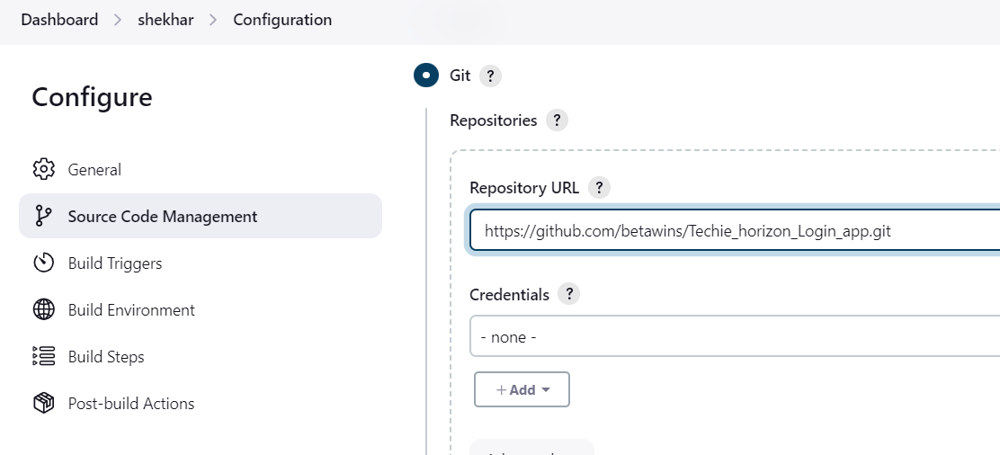 Dashboard > shekhar > Configuration
Configure
General
Source Code Management
Build Triggers
Build Environment
Build Steps
Post-build Actions
Git ?
Repositories ?
Repository URL ?
https://github.com/betawins/Techie_horizon_Login_app.git
Credentials ?
- none -
+ Add